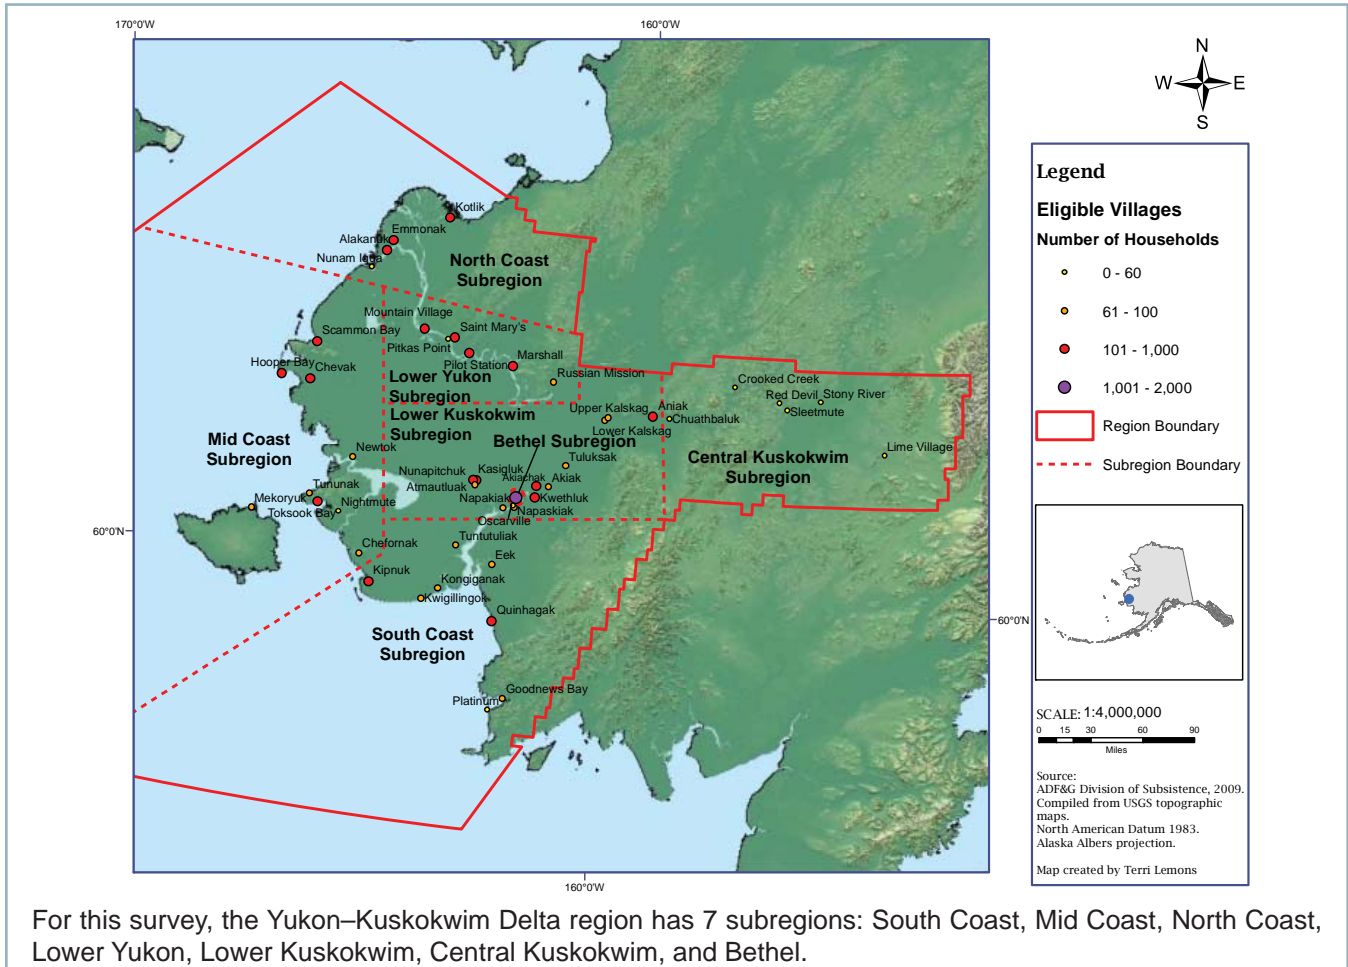 170°0'W
160°0'W
N
W
E
S
Kotlik
Emmonak
Alakanuk
Nunam Iqua
North Coast
Subregion
Mountain Village
Saint Mary's
Scammon Bay
Pitkas Point
Hooper Bay
Chevak
Pilot Station
Marshall
Russian Mission
Lower Yukon
Subregion
Lower Kuskokwim
Subregion
Upper Kalskag
Aniak
Lower Kalskag
Chuathbaluk
Crooked Creek
Red Devil
Stony River
Sleetmute
Lime Village
Mid Coast
Subregion
Bethel Subregion
Central Kuskokwim
Subregion
Newtok
Tuluksak
Nunapitchuk
Kasigluk
Akiachak
Akiak
Atmautluak
Tununak
Mekoryuk
Nightmute
Toksook Bay
Napakiak
Kwethluk
Napaskiak
Oscarville
60°0'N
Tuntutuliak
Chefornak
Eek
Kipnuk
Kongiganak
Kwigillingok
Quinhagak
60°0'N
South Coast
Subregion
Goodnews Bay
Platinum
160°0'W
Legend
Eligible Villages
Number of Households
0 - 60
61 - 100
101 - 1,000
1,001 - 2,000
Region Boundary
Subregion Boundary
SCALE: 1:4,000,000
0 15 30 60 90
Miles
Source:
ADF&G Division of Subsistence, 2009.
Compiled from USGS topographic
maps.
North American Datum 1983.
Alaska Albers projection.
Map created by Terri Lemons
For this survey, the Yukon–Kuskokwim Delta region has 7 subregions: South Coast, Mid Coast, North Coast,
Lower Yukon, Lower Kuskokwim, Central Kuskokwim, and Bethel.